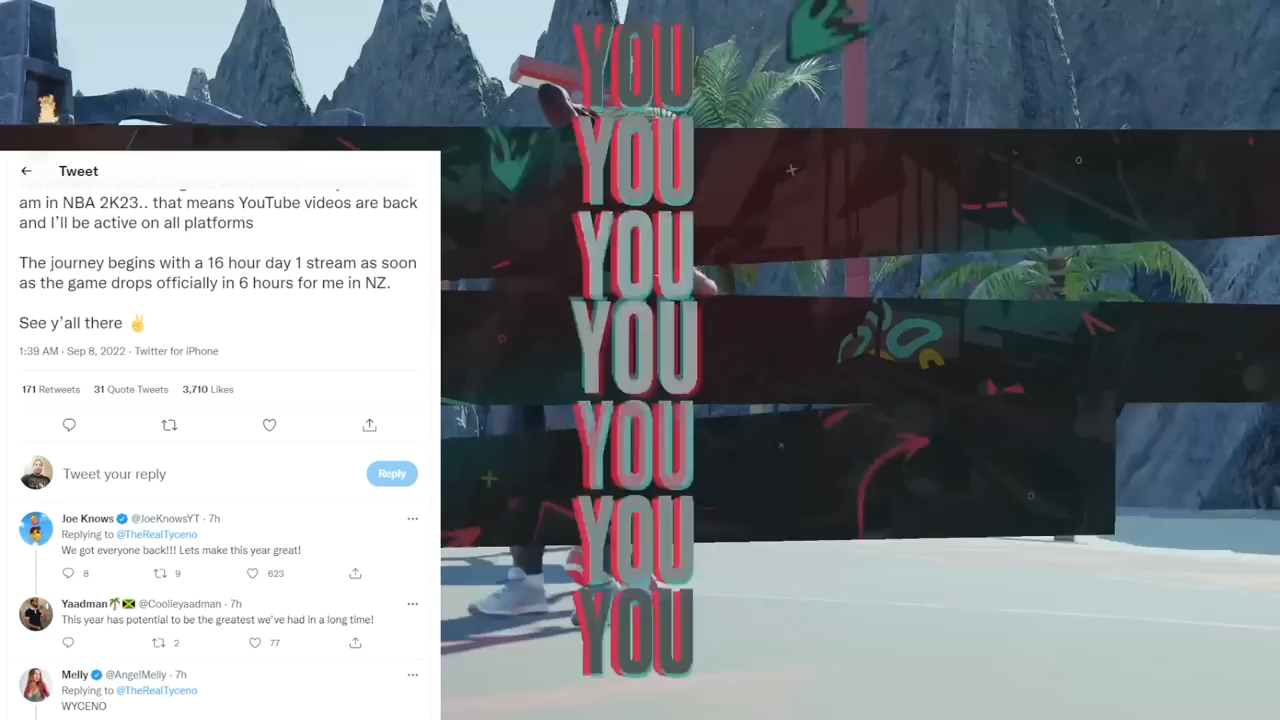 Tweet
am in NBA 2K23.. that means YouTube videos are back
and I'll be active on all platforms
The journey begins with a 16 hour day 1 stream as soon
as the game drops officially in 6 hours for me in NZ.
See y'all there ✌️
1:39 AM · Sep 8, 2022 · Twitter for iPhone
171 Retweets 31 Quote Tweets 3,710 Likes
Tweet your reply
Reply
Joe Knows @JoeKnowsYT · 7h
Replying to @TheRealTyceno
We got everyone back!!! Lets make this year great!
8 9 623
Yaadman🌴🇯🇲 @Coolieyaadman · 7h
This year has potential to be the greatest we've had in a long time!
2 77
Melly @AngelMelly · 7h
Replying to @TheRealTyceno
WYCENO
YOU
YOU
YOU
YOU
YOU
YOU
YOU